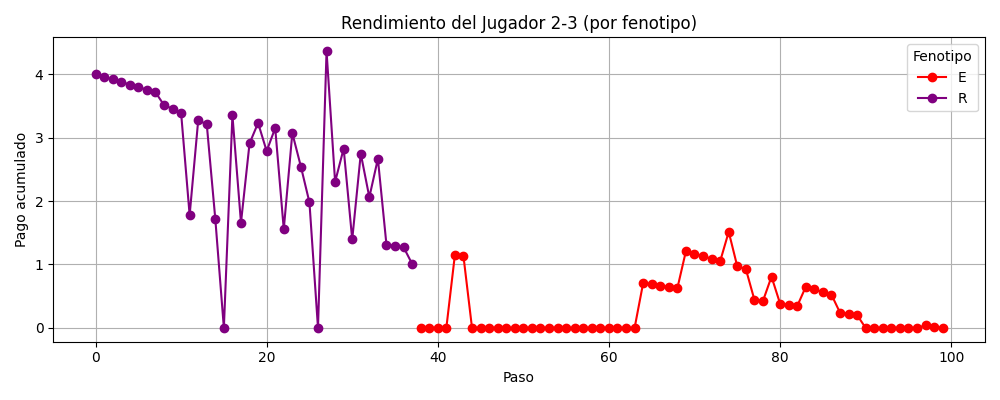 Rendimiento del Jugador 2-3 (por fenotipo)
Pago acumulado
4
3
2
1
0
Fenotipo
E
R
0 20 40 60 80 100
Paso